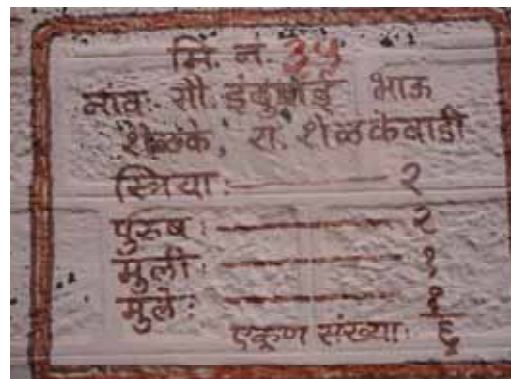 मि. नं. ३५
नांव:- सौ. इंदुबाई भाऊ
शेळके, रा. शेळकेवाडी
स्त्रिया:——— २
पुरुष:——— २
मुली:——— १
मुले:——— १
एकूण संख्या: ६